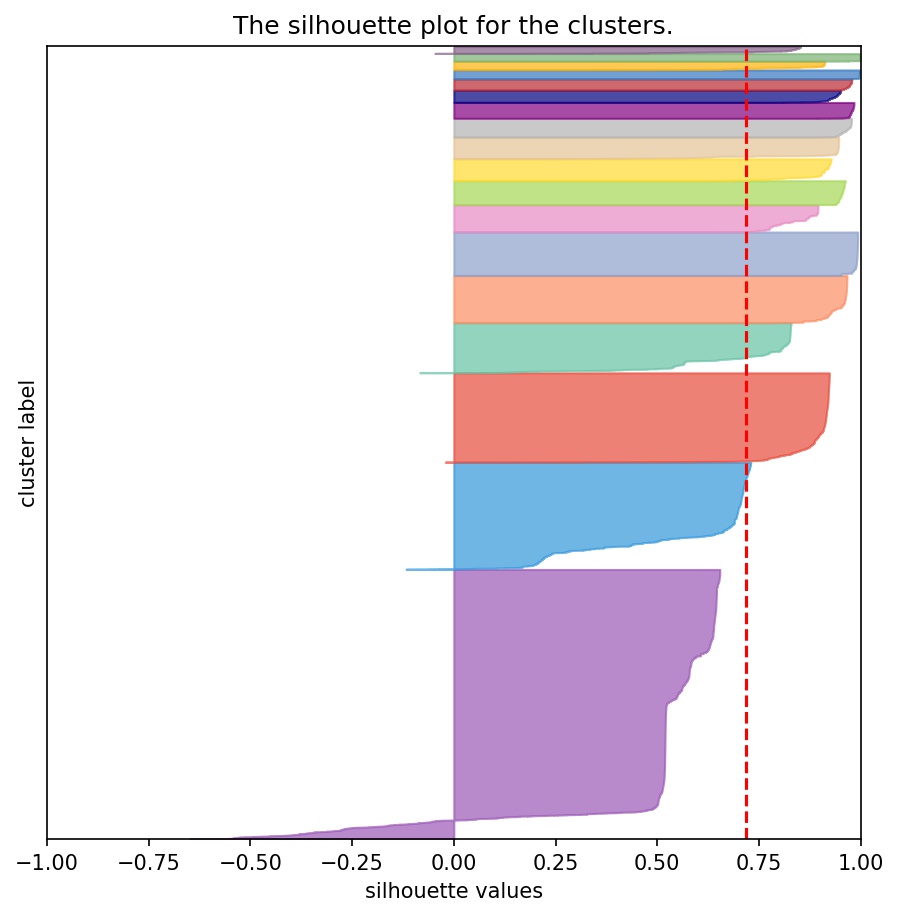 The silhouette plot for the clusters.
cluster label
−1.00 −0.75 −0.50 −0.25 0.00 0.25 0.50 0.75 1.00
silhouette values